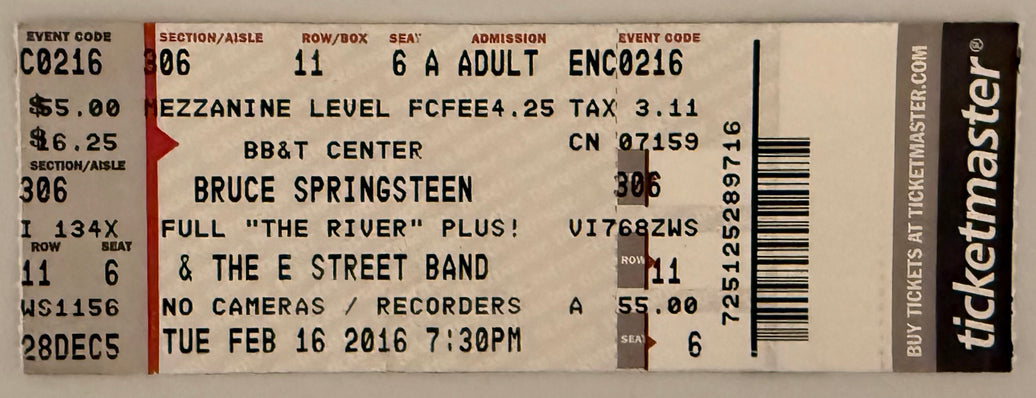 EVENT CODE SECTION/AISLE ROW/BOX SEAT ADMISSION EVENT CODE
C0216 306 11 6 A ADULT ENC0216
$55.00 MEZZANINE LEVEL FCFEE4.25 TAX 3.11
$16.25 BB&T CENTER CN 07159
SECTION/AISLE
306 BRUCE SPRINGSTEEN 306
I 134X FULL "THE RIVER" PLUS! VI768ZWS
ROW SEAT
11 6 & THE E STREET BAND ROW 11
WS1156 NO CAMERAS / RECORDERS A 55.00
28DEC5 TUE FEB 16 2016 7:30PM SEAT 6
725125289716
BUY TICKETS AT TICKETMASTER.COM
ticketmaster®